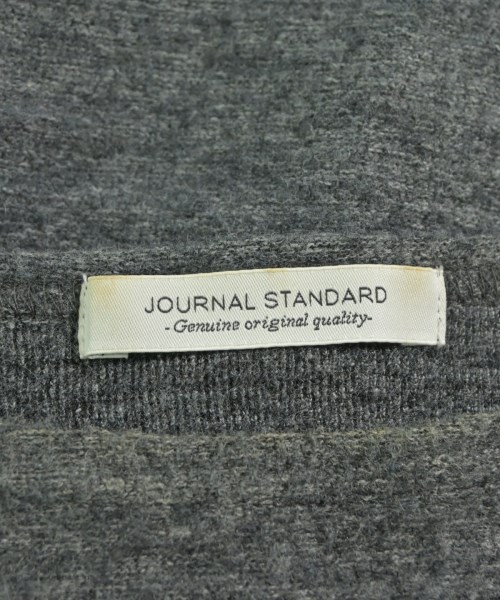 JOURNAL STANDARD
-Genuine original quality-